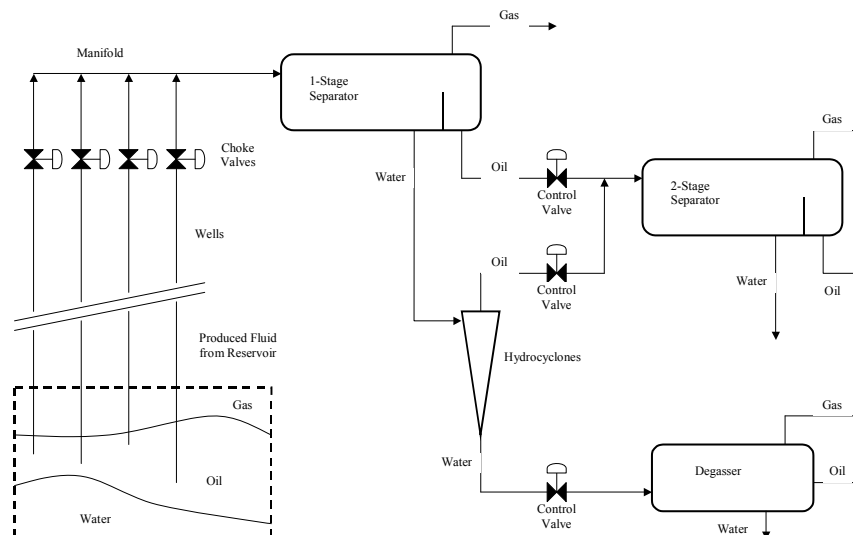 Gas
Manifold
1-Stage
Separator
Choke
Valves
Oil
Water
Control
Valve
Gas
2-Stage
Separator
Wells
Oil
Control
Valve
Water
Oil
Produced Fluid
from Reservoir
Hydrocyclones
Gas
Gas
Water
Degasser
Oil
Oil
Control
Valve
Water
Water